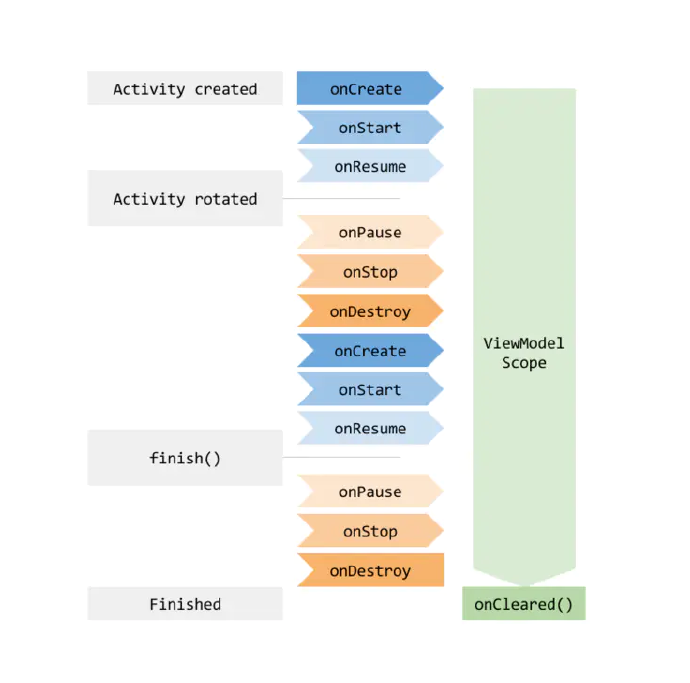 Activity created
onCreate
onStart
onResume
Activity rotated
onPause
onStop
onDestroy
onCreate
onStart
onResume
finish()
onPause
onStop
onDestroy
Finished
ViewModel
Scope
onCleared()